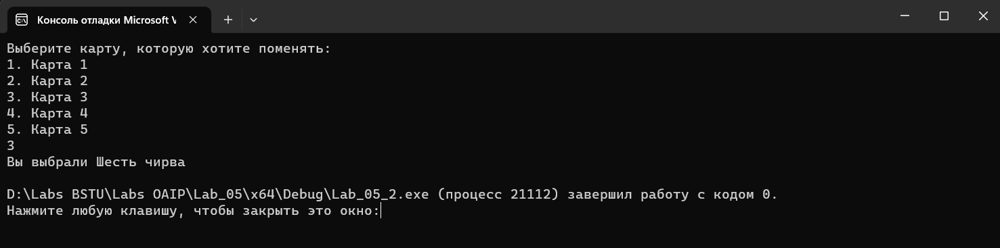 Консоль отладки Microsoft V
Выберите карту, которую хотите поменять:
1. Карта 1
2. Карта 2
3. Карта 3
4. Карта 4
5. Карта 5
3
Вы выбрали Шесть чирва
D:\Labs BSTU\Labs OAIP\Lab_05\x64\Debug\Lab_05_2.exe (процесс 21112) завершил работу с кодом 0.
Нажмите любую клавишу, чтобы закрыть это окно: